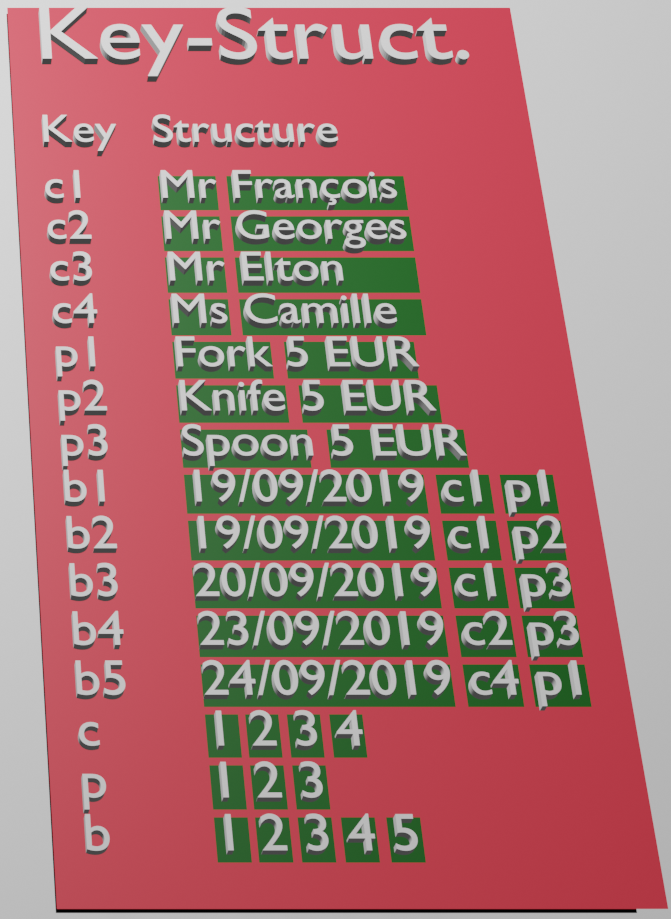 Key-Struct.
Key Structure
c1 Mr François
c2 Mr Georges
c3 Mr Elton
c4 Ms Camille
p1 Fork 5 EUR
p2 Knife 5 EUR
p3 Spoon 5 EUR
b1 19/09/2019 c1 p1
b2 19/09/2019 c1 p2
b3 20/09/2019 c1 p3
b4 23/09/2019 c2 p3
b5 24/09/2019 c4 p1
c 1 2 3 4
p 1 2 3
b 1 2 3 4 5